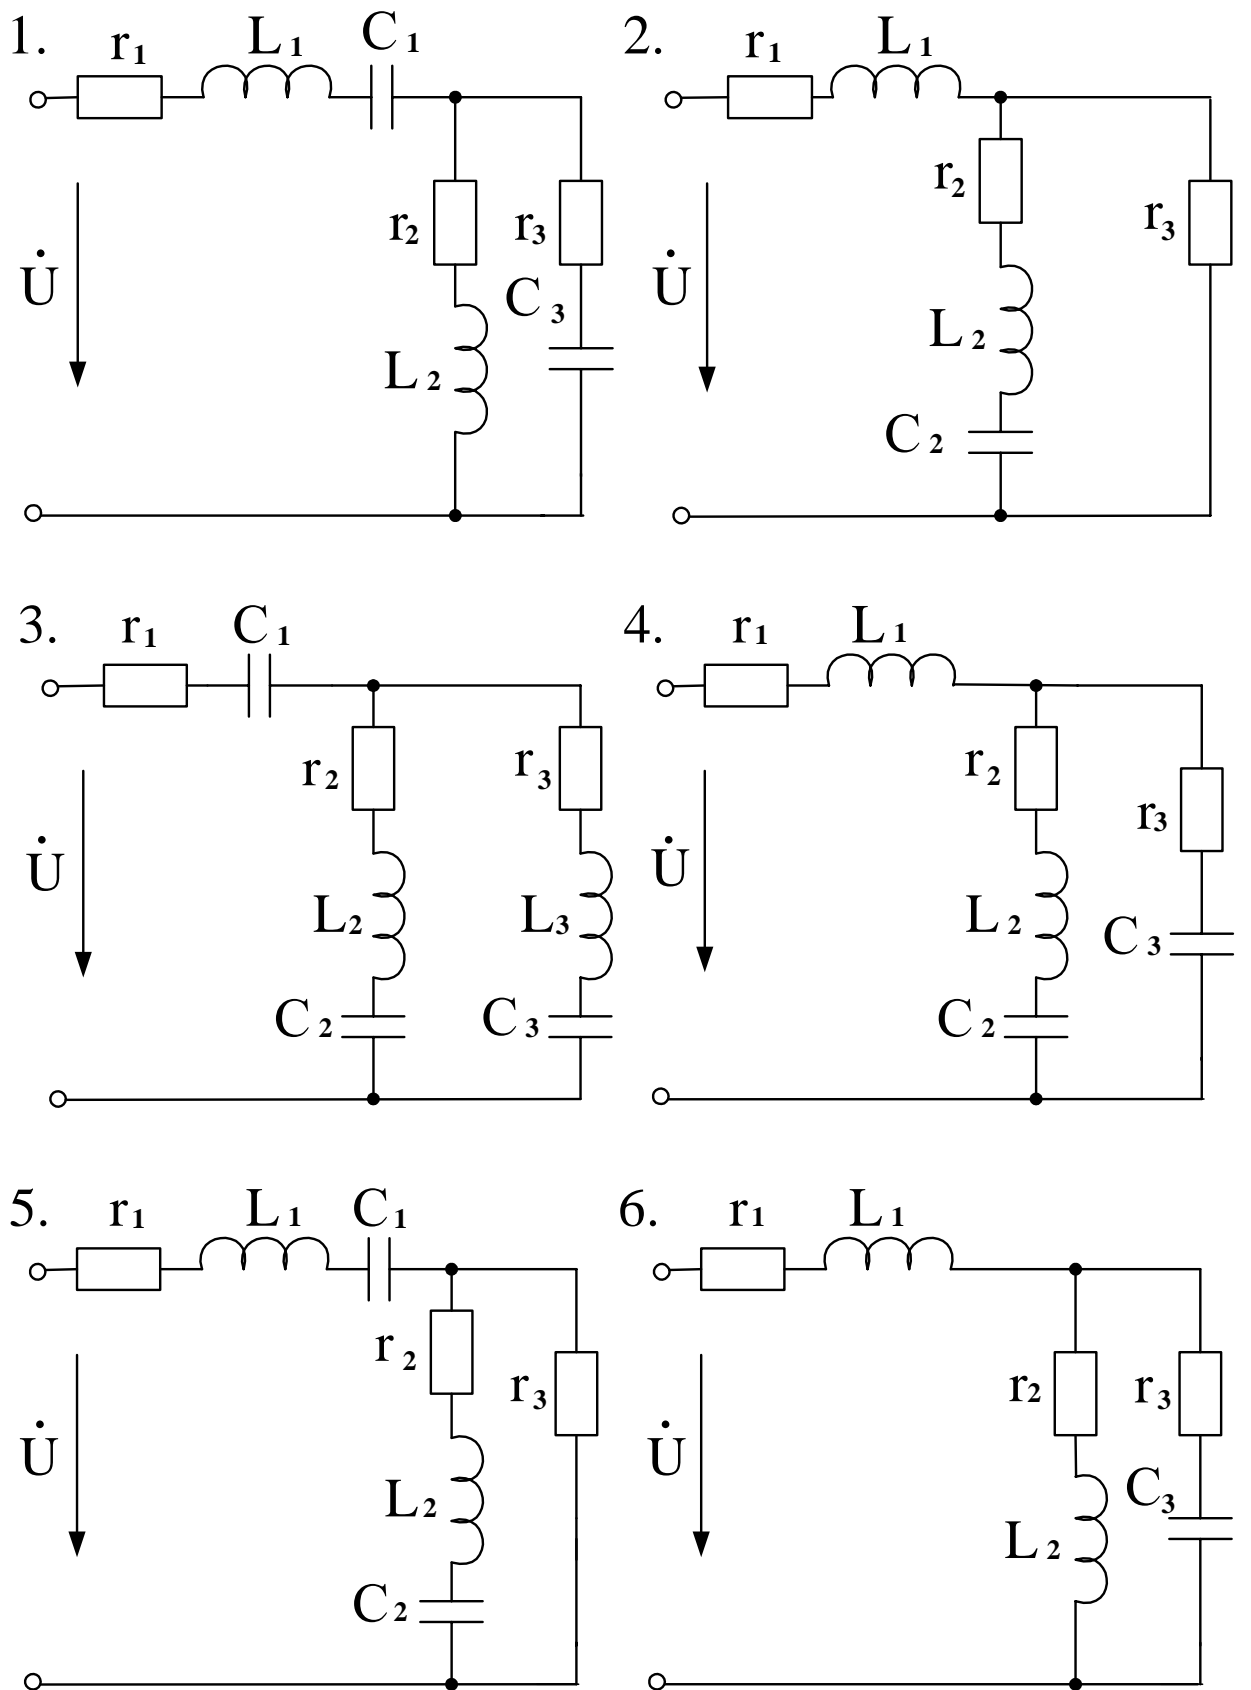 1. r₁ L₁ C₁
r₂ r₃
U̇
C₃
L₂
2. r₁ L₁
r₂
r₃
U̇
L₂
C₂
3. r₁ C₁
r₂ r₃
U̇
L₂ L₃
C₂ C₃
4. r₁ L₁
r₂
r₃
U̇
L₂
C₃
C₂
5. r₁ L₁ C₁
r₂
r₃
U̇
L₂
C₂
6. r₁ L₁
r₂ r₃
U̇
C₃
L₂